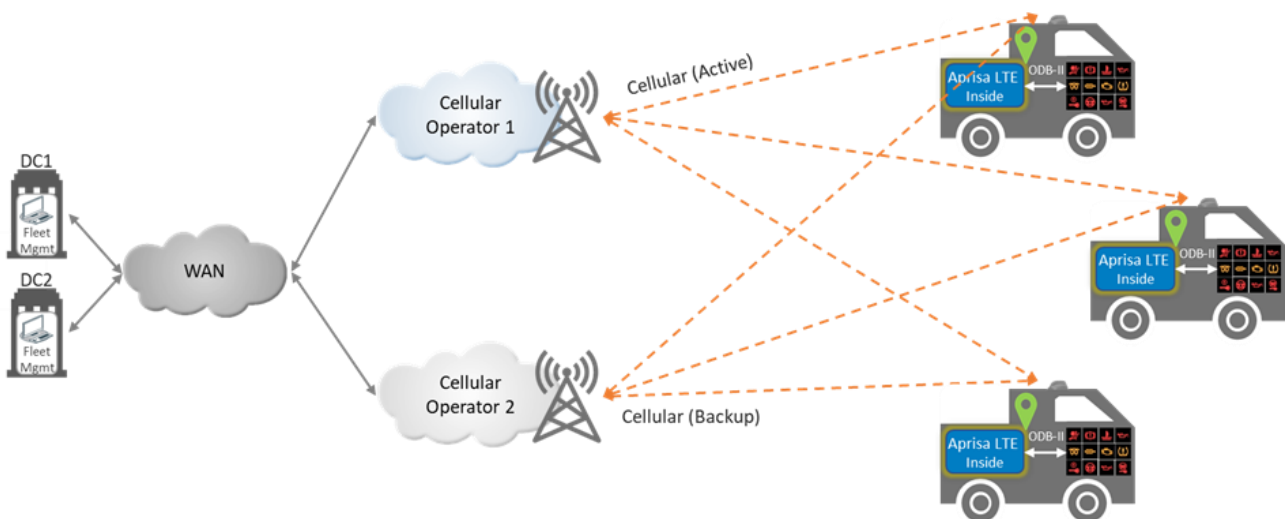 DC1
Fleet
Mgmt
DC2
Fleet
Mgmt
WAN
Cellular
Operator 1
Cellular
Operator 2
Cellular (Active)
Cellular (Backup)
Aprisa LTE
Inside
ODB-II
Aprisa LTE
Inside
ODB-II
Aprisa LTE
Inside
ODB-II